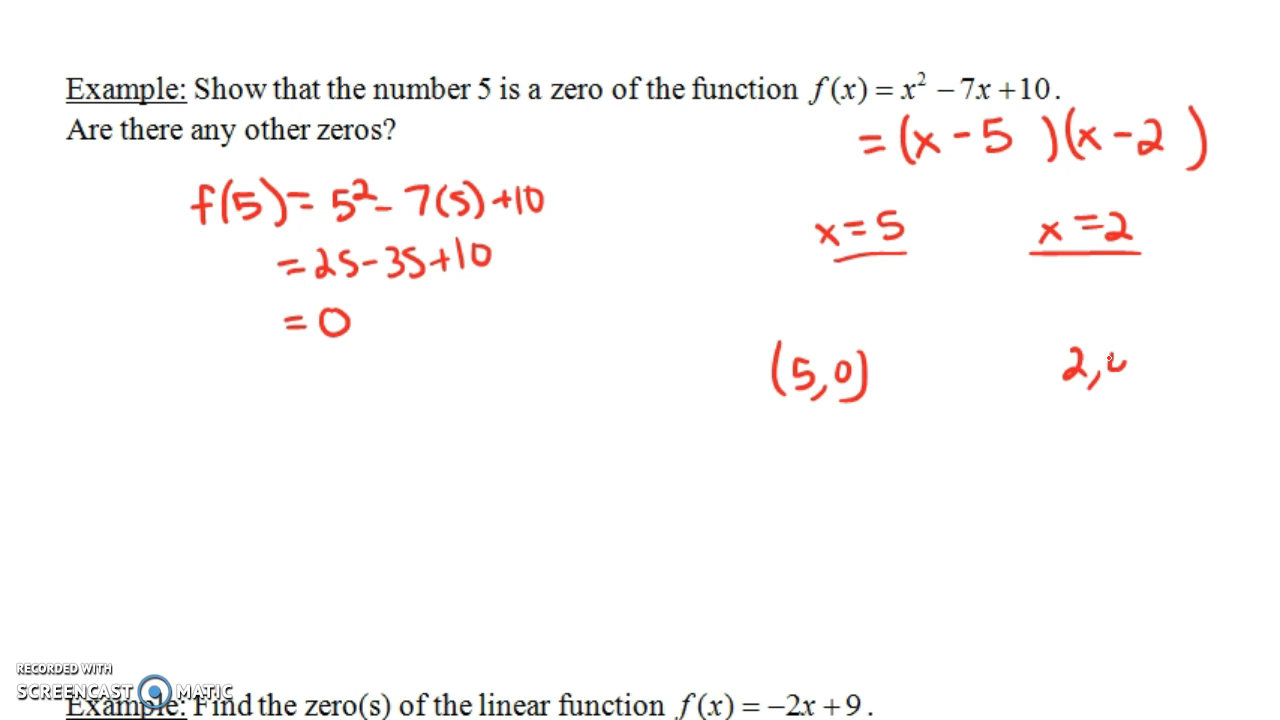 Example: Show that the number 5 is a zero of the function f(x) = x² − 7x + 10.
Are there any other zeros?
= (x − 5 )(x − 2 )
f(5) = 5² − 7(5) + 10
x = 5 x = 2
= 25 − 35 + 10
= 0
(5,0) 2,
RECORDED WITH
SCREENCAST MATIC
Example: Find the zero(s) of the linear function f(x) = −2x + 9.